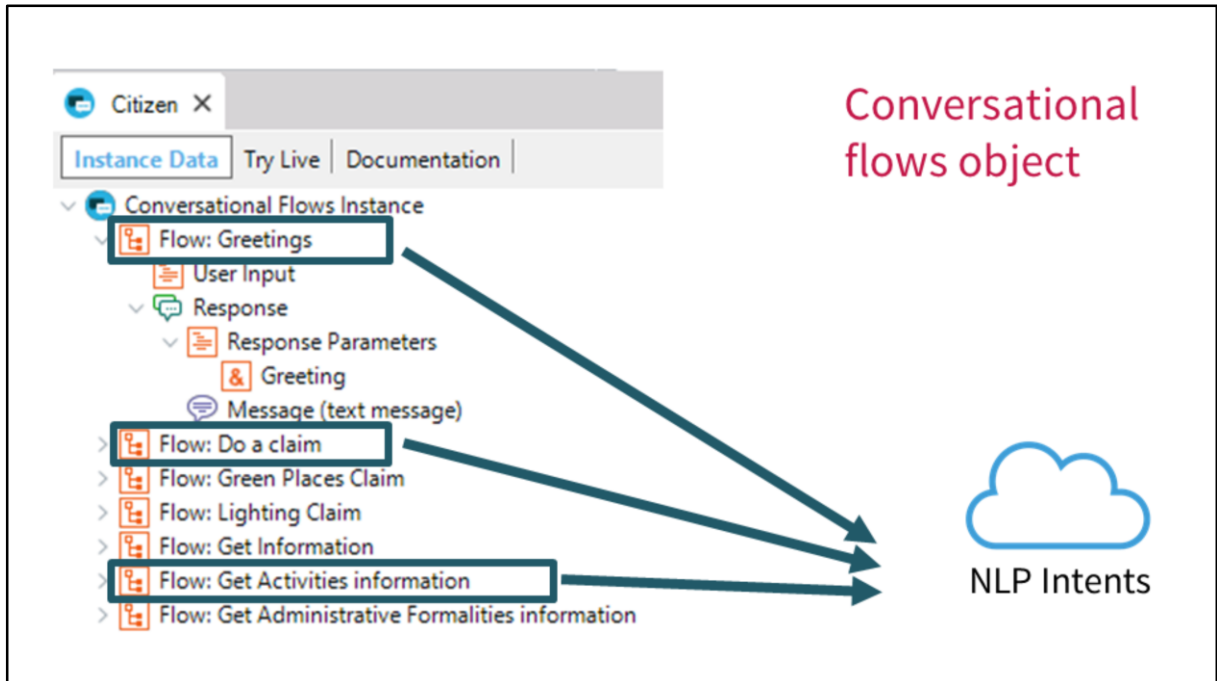 Citizen
Conversational
flows object
Instance Data Try Live Documentation
Conversational Flows Instance
Flow: Greetings
User Input
Response
Response Parameters
& Greeting
Message (text message)
Flow: Do a claim
Flow: Green Places Claim
Flow: Lighting Claim
Flow: Get Information
Flow: Get Activities information
Flow: Get Administrative Formalities information
NLP Intents